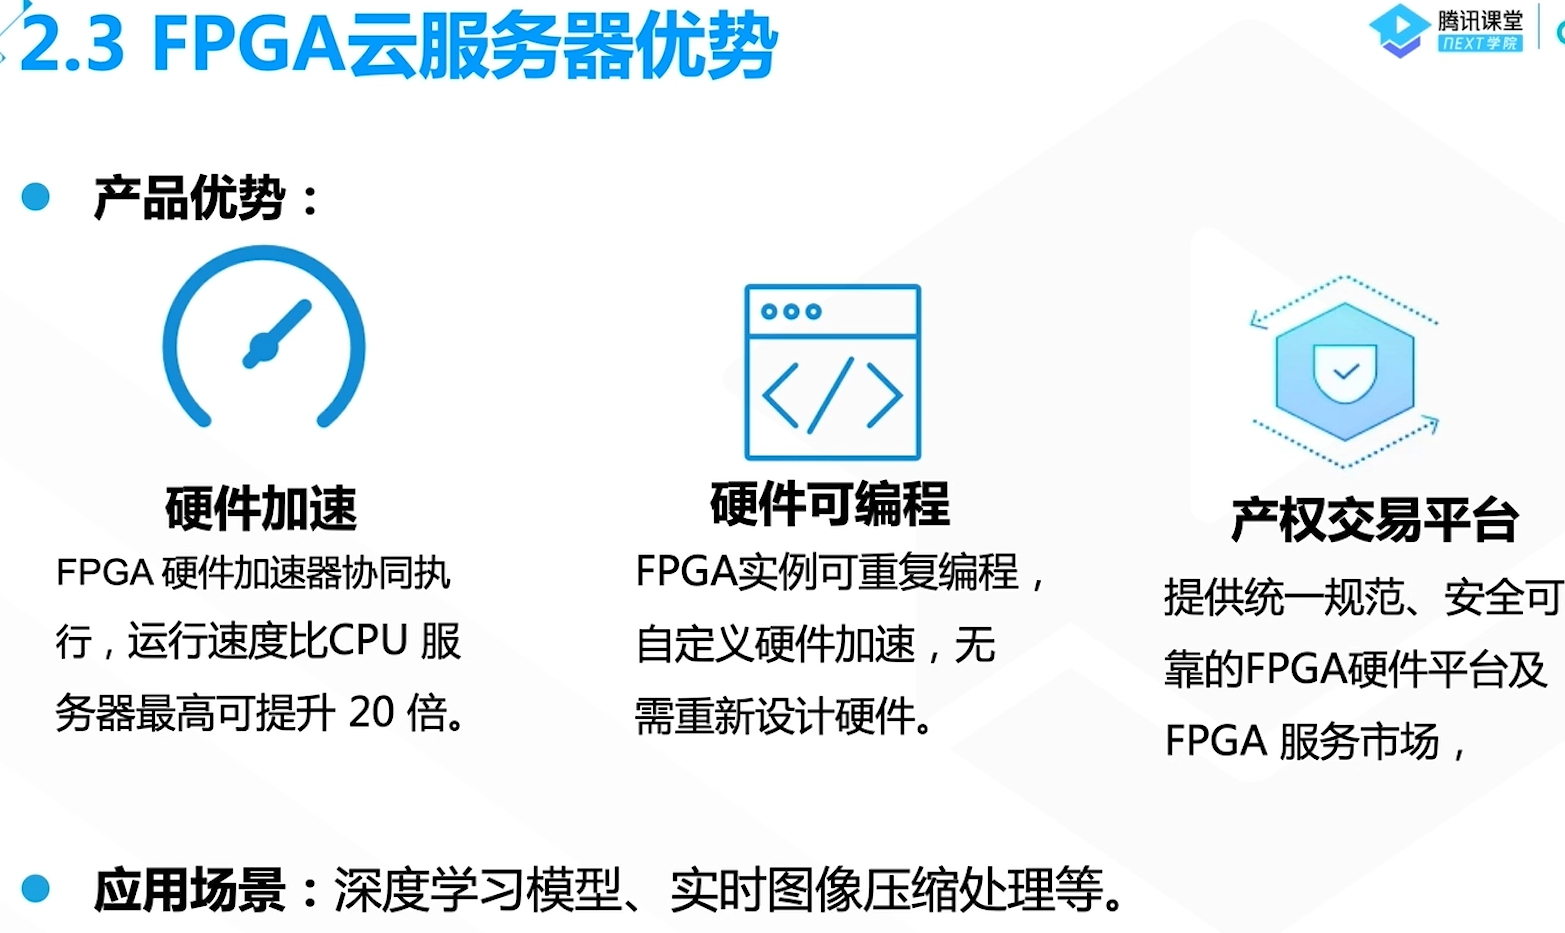 2.3 FPGA云服务器优势
腾讯课堂
NEXT学院
产品优势：
硬件加速
FPGA 硬件加速器协同执
行，运行速度比CPU 服
务器最高可提升 20 倍。
硬件可编程
FPGA实例可重复编程，
自定义硬件加速，无
需重新设计硬件。
产权交易平台
提供统一规范、安全可
靠的FPGA硬件平台及
FPGA 服务市场，
应用场景：深度学习模型、实时图像压缩处理等。